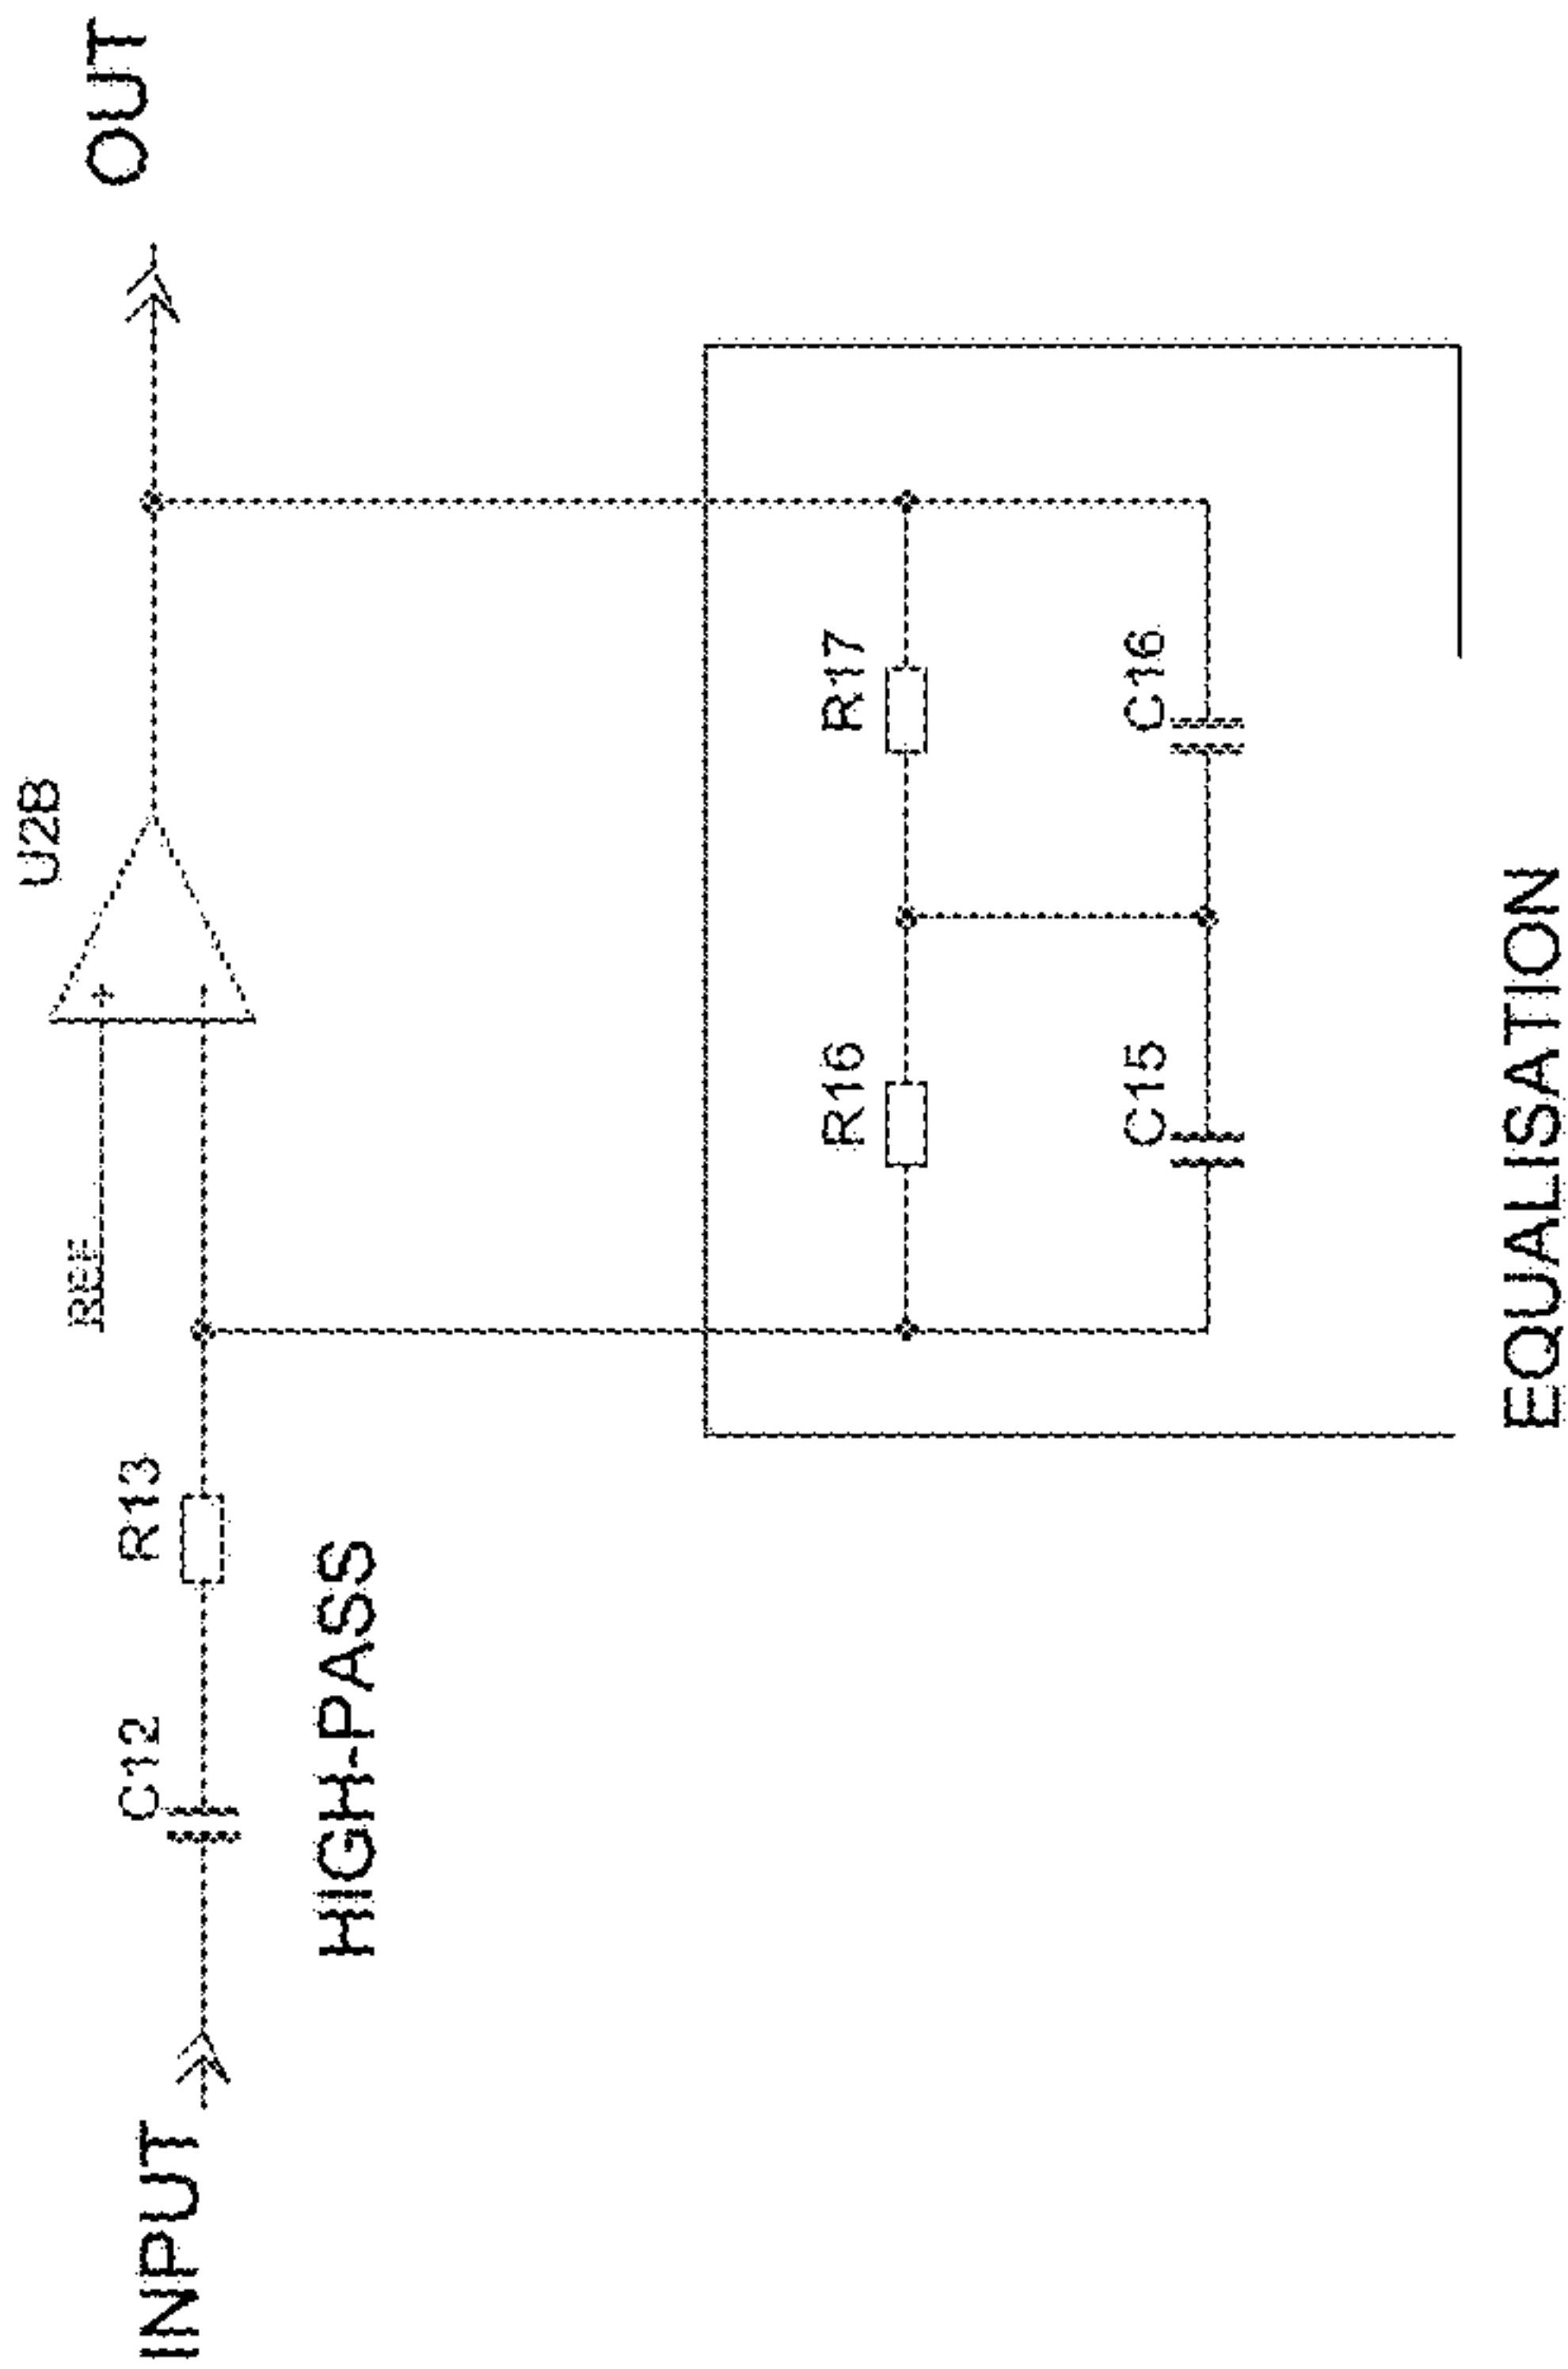 U2B
REF
INPUT
C12
R13
OUT
HIGH-PASS
R16
R17
C15
C16
EQUALISATION